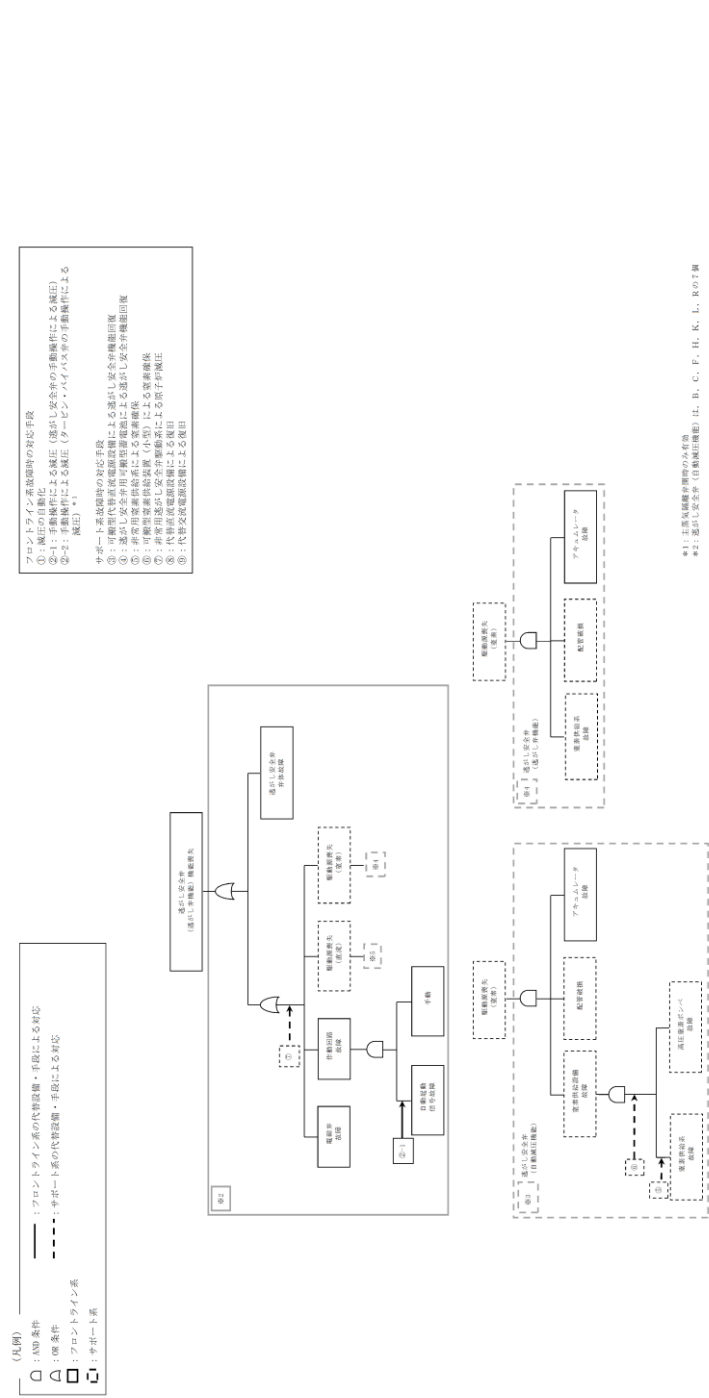 (凡例)
：AND 条件
：OR 条件
：フロントライン系
：サポート系
：フロントライン系の代替設備・手段による対応
：サポート系の代替設備・手段による対応
フロントライン系故障時の対応手段
①：減圧の自動化
②-1：手動操作による減圧（逃がし安全弁の手動操作による減圧）
②-2：手動操作による減圧（タービン・バイパス弁の手動操作による
減圧）＊1
サポート系故障時の対応手段
③：可搬型代替直流電源設備による逃がし安全弁機能回復
④：逃がし安全弁用可搬型蓄電池による逃がし安全弁機能回復
⑤：非常用窒素供給系による窒素確保
⑥：可搬型窒素供給装置（小型）による窒素確保
⑦：非常用逃がし安全弁駆動系による原子炉減圧
⑧：代替直流電源設備による復旧
⑨：代替交流電源設備による復旧
逃がし安全弁
（逃がし弁機能）機能喪失
※2
逃がし安全弁
弁本体故障
⑦
電磁弁
故障
作動回路
故障
駆動源喪失
（直流）
駆動源喪失
（窒素）
※5
※4
②-1
自動起動
信号故障
手動
駆動源喪失
（窒素）
※3
逃がし安全弁
（自動減圧機能）
窒素供給設備
故障
配管破損
アキュムレータ
故障
⑥
⑤
窒素供給系
故障
高圧窒素ボンベ
故障
駆動源喪失
（窒素）
※4
逃がし安全弁
（逃がし弁機能）
窒素供給系
故障
配管破損
アキュムレータ
故障
＊1：主蒸気隔離弁開時のみ有効
＊2：逃がし安全弁（自動減圧機能）は，B，C，F，H，K，L，Rの7個